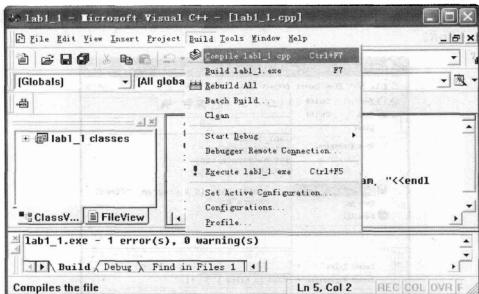 lab1_1 - Microsoft Visual C++ - [lab1_1.cpp]
File Edit View Insert Project Build Tools Window Help
(Globals) [All globa
Compile lab1_1.cpp Ctrl+F7
Build lab1_1.exe F7
Rebuild All
Batch Build...
Clean
Start Debug
Debugger Remote Connection...
Execute lab1_1.exe Ctrl+F5
Set Active Configuration...
Configurations...
Profile...
lab1_1 classes
am, "<<endl
ClassV... FileView
lab1_1.exe - 1 error(s), 0 warning(s)
Build Debug Find in Files 1
Compiles the file Ln 5, Col 2 REC COL OVR